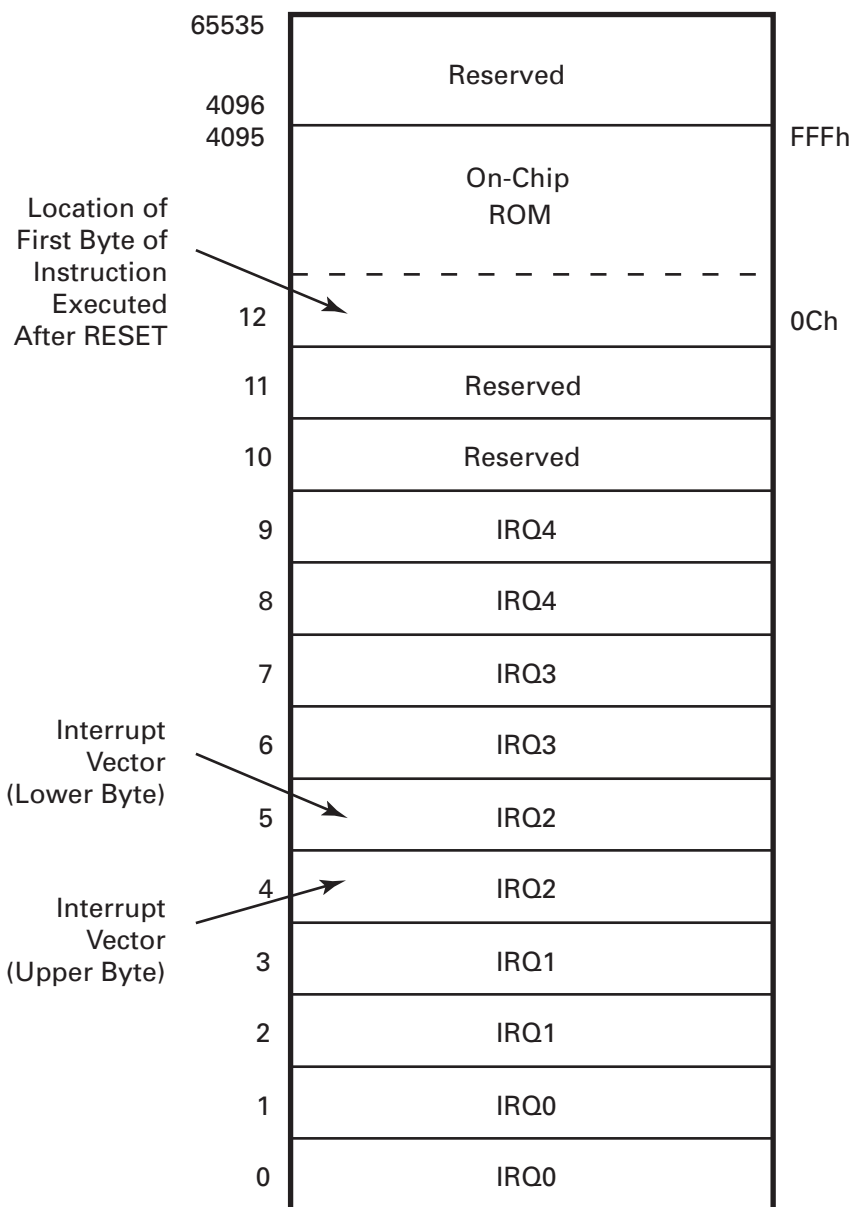 65535
Reserved
4096
4095
FFFh
On-Chip
ROM
Location of
First Byte of
Instruction
Executed
After RESET
12
0Ch
11
Reserved
10
Reserved
9
IRQ4
8
IRQ4
7
IRQ3
Interrupt
Vector
(Lower Byte)
6
IRQ3
5
IRQ2
4
IRQ2
Interrupt
Vector
(Upper Byte)
3
IRQ1
2
IRQ1
1
IRQ0
0
IRQ0